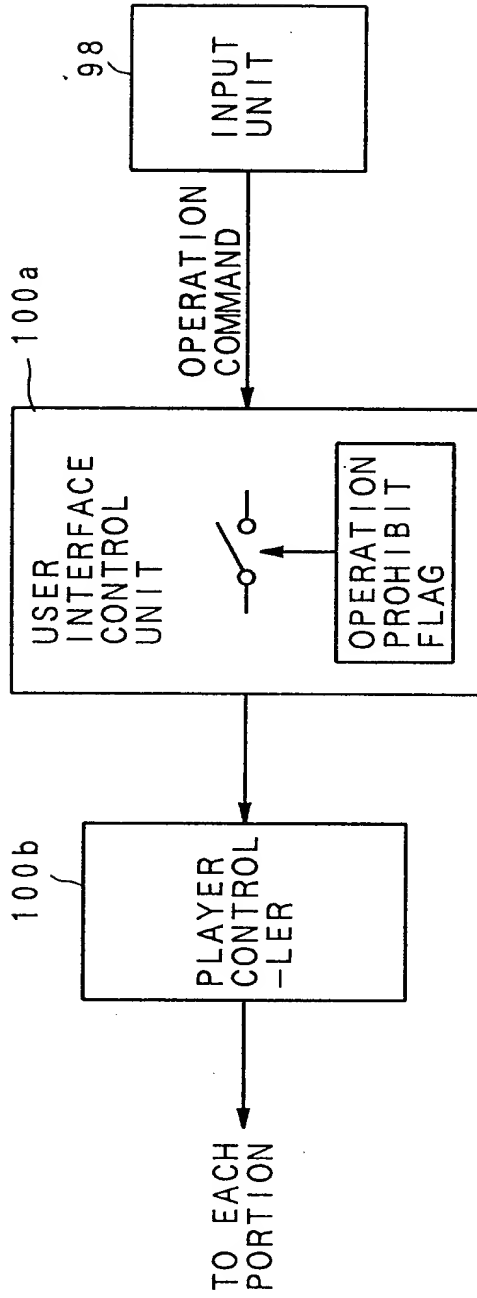 98
INPUT
UNIT
OPERATION
COMMAND
100a
USER
INTERFACE
CONTROL
UNIT
OPERATION
PROHIBIT
FLAG
100b
PLAYER
CONTROL
-LER
TO EACH
PORTION